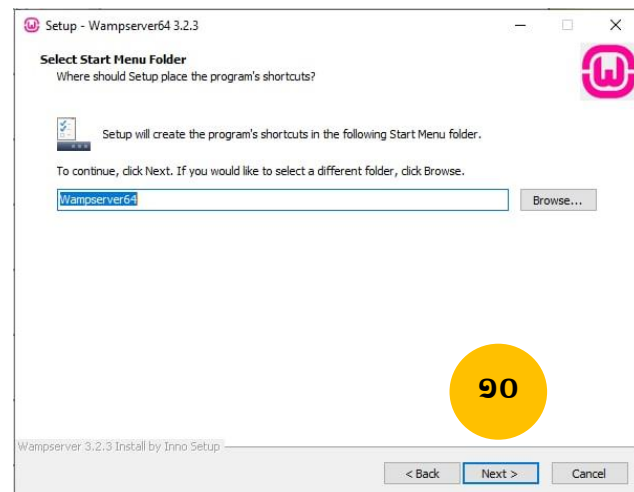 Setup - Wampserver64 3.2.3
Select Start Menu Folder
Where should Setup place the program's shortcuts?
Setup will create the program's shortcuts in the following Start Menu folder.
To continue, click Next. If you would like to select a different folder, click Browse.
Wampserver64
Browse...
១០
Wampserver 3.2.3 Install by Inno Setup
< Back
Next >
Cancel